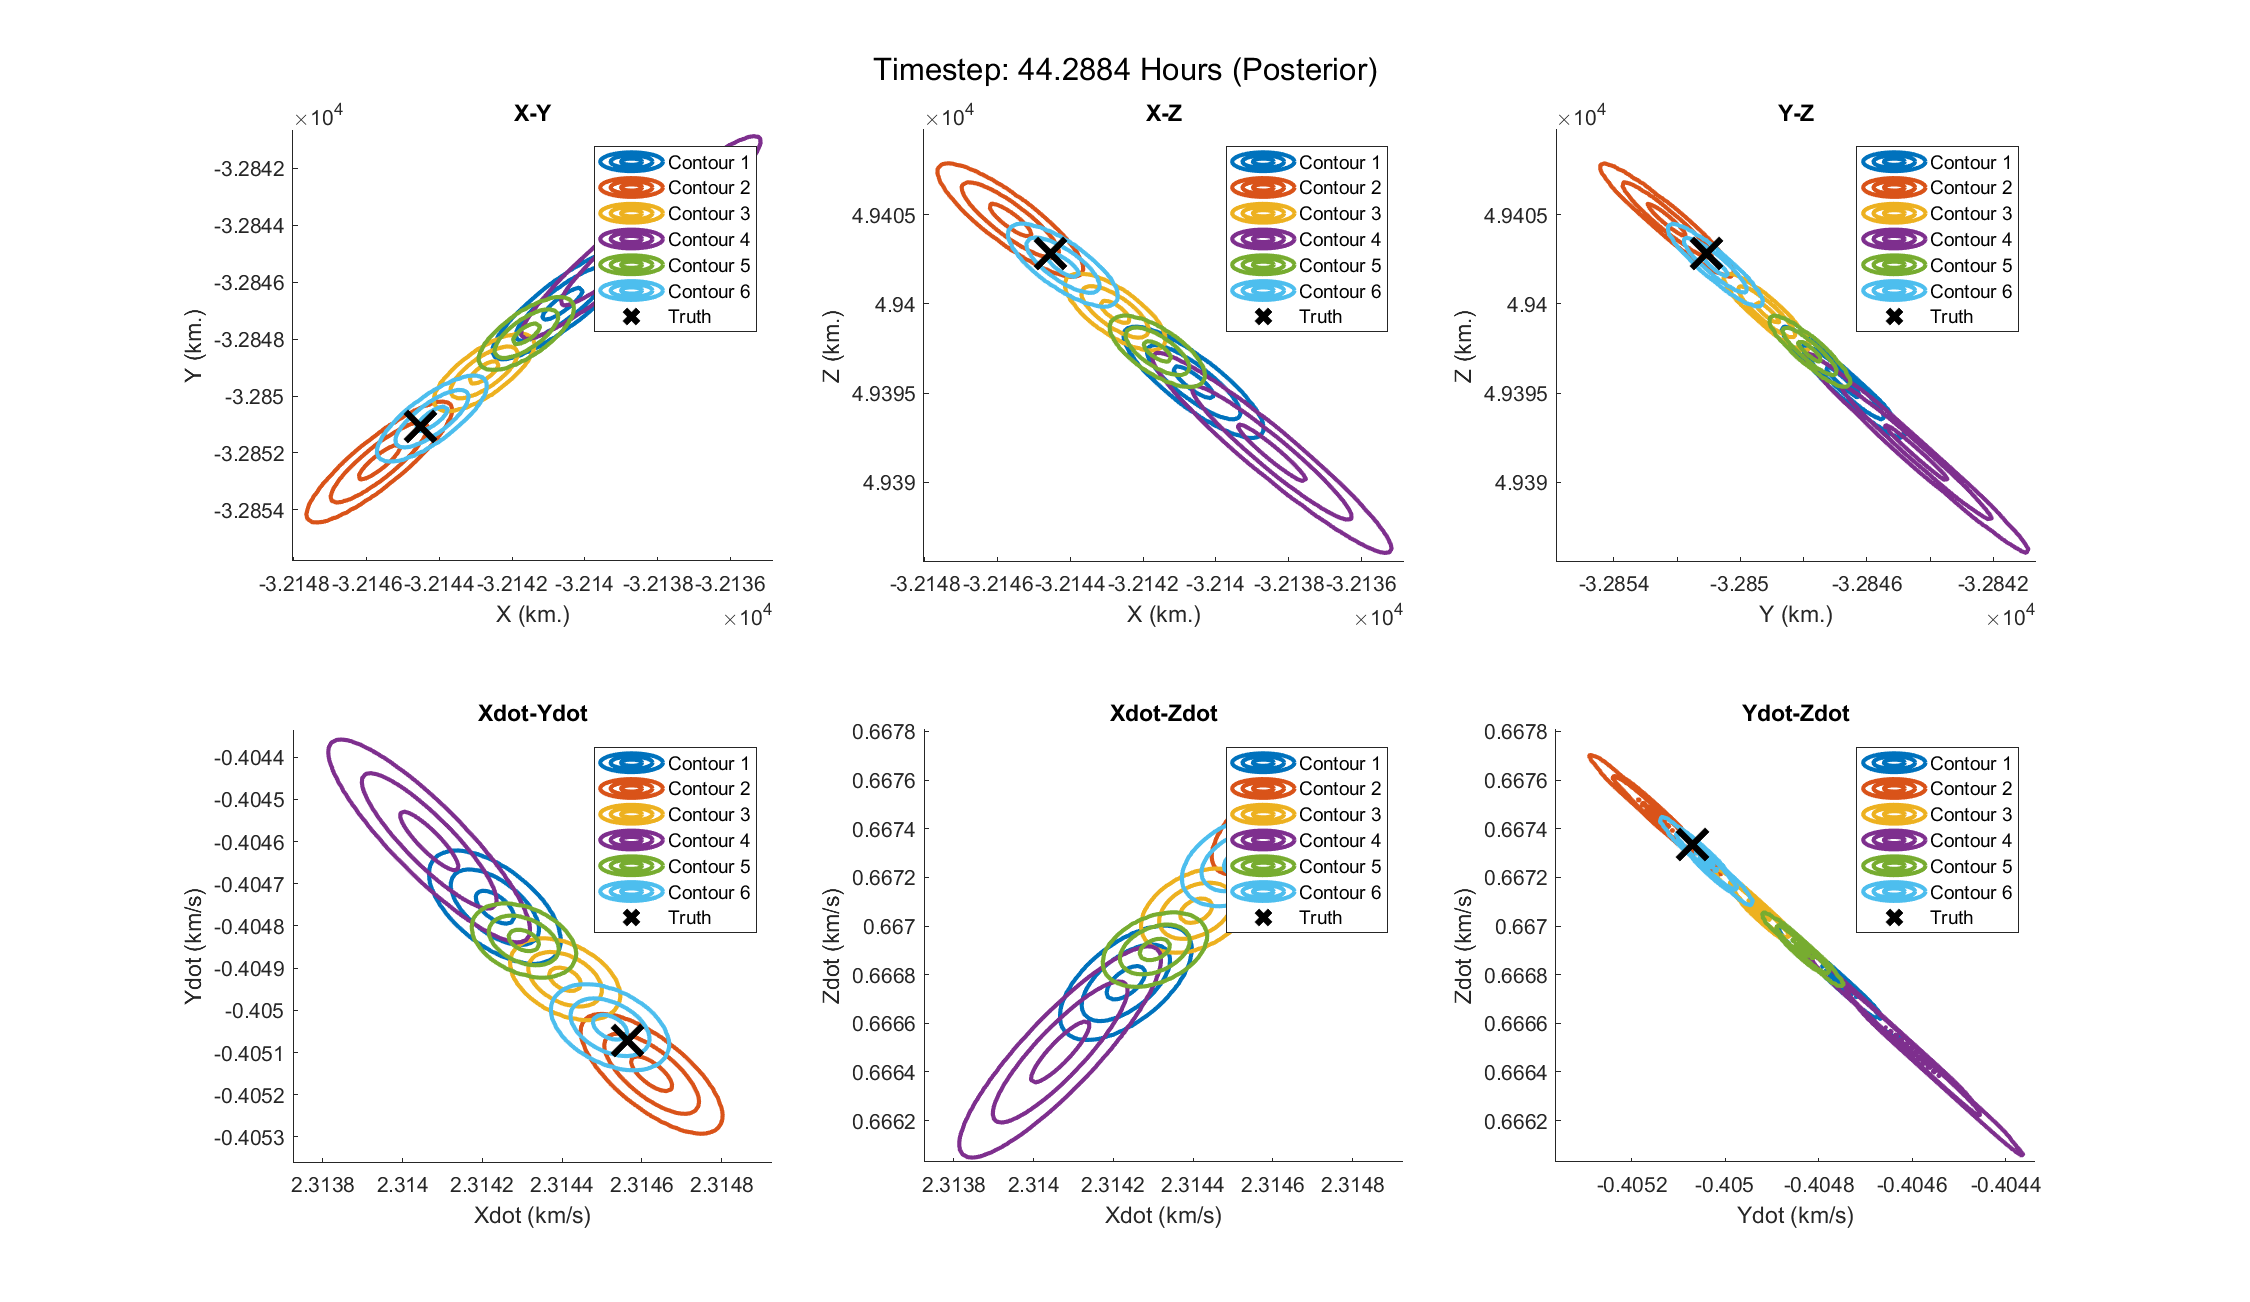 Timestep: 44.2884 Hours (Posterior)
X-Y
×10^4
-3.2842
-3.2844
-3.2846
-3.2848
-3.285
-3.2852
-3.2854
Y (km.)
-3.2148 -3.2146 -3.2144 -3.2142 -3.214 -3.2138 -3.2136
X (km.)
×10^4
Contour 1
Contour 2
Contour 3
Contour 4
Contour 5
Contour 6
Truth
X-Z
×10^4
4.9405
4.94
4.9395
4.939
Z (km.)
-3.2148 -3.2146 -3.2144 -3.2142 -3.214 -3.2138 -3.2136
X (km.)
×10^4
Contour 1
Contour 2
Contour 3
Contour 4
Contour 5
Contour 6
Truth
Y-Z
×10^4
4.9405
4.94
4.9395
4.939
Z (km.)
-3.2854 -3.285 -3.2846 -3.2842
Y (km.)
×10^4
Contour 1
Contour 2
Contour 3
Contour 4
Contour 5
Contour 6
Truth
Xdot-Ydot
-0.4044
-0.4045
-0.4046
-0.4047
-0.4048
-0.4049
-0.405
-0.4051
-0.4052
-0.4053
Ydot (km/s)
2.3138 2.314 2.3142 2.3144 2.3146 2.3148
Xdot (km/s)
Contour 1
Contour 2
Contour 3
Contour 4
Contour 5
Contour 6
Truth
Xdot-Zdot
0.6678
0.6676
0.6674
0.6672
0.667
0.6668
0.6666
0.6664
0.6662
Zdot (km/s)
2.3138 2.314 2.3142 2.3144 2.3146 2.3148
Xdot (km/s)
Contour 1
Contour 2
Contour 3
Contour 4
Contour 5
Contour 6
Truth
Ydot-Zdot
0.6678
0.6676
0.6674
0.6672
0.667
0.6668
0.6666
0.6664
0.6662
Zdot (km/s)
-0.4052 -0.405 -0.4048 -0.4046 -0.4044
Ydot (km/s)
Contour 1
Contour 2
Contour 3
Contour 4
Contour 5
Contour 6
Truth